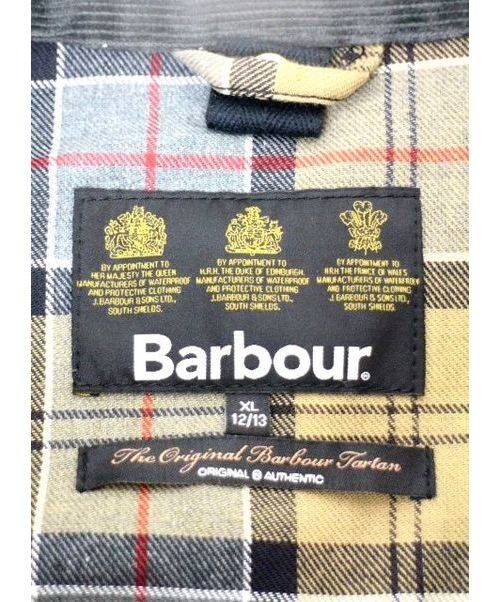 BY APPOINTMENT TO
HER MAJESTY THE QUEEN
MANUFACTURERS OF WATERPROOF
AND PROTECTIVE CLOTHING
J.BARBOUR & SONS LTD.,
SOUTH SHIELDS.
BY APPOINTMENT TO
H.R.H. THE DUKE OF EDINBURGH
MANUFACTURERS OF WATERPROOF
AND PROTECTIVE CLOTHING
J.BARBOUR & SONS LTD.,
SOUTH SHIELDS.
BY APPOINTMENT TO
H.R.H. THE PRINCE OF WALES
MANUFACTURERS OF WATERPROOF
AND PROTECTIVE CLOTHING
J.BARBOUR & SONS LTD.,
SOUTH SHIELDS.
Barbour®
XL
12/13
The Original Barbour Tartan
ORIGINAL & AUTHENTIC